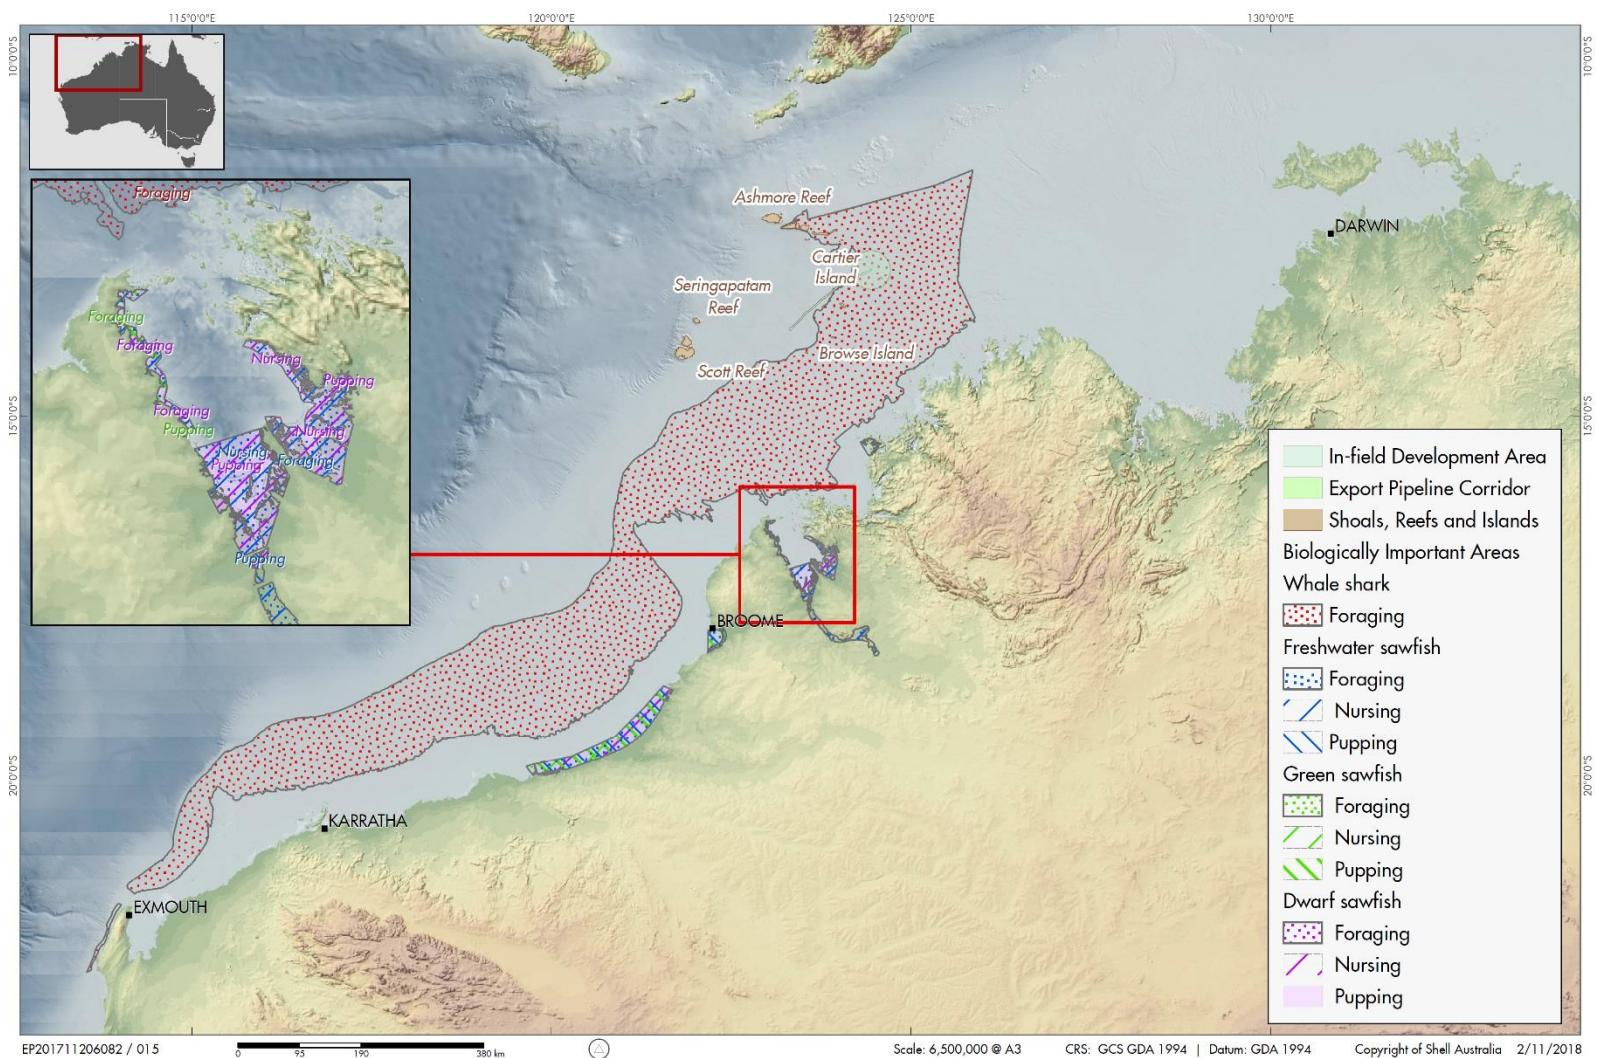 115°0'0"E
120°0'0"E
125°0'0"E
130°0'0"E
10°0'0"S
10°0'0"S
15°0'0"S
15°0'0"S
20°0'0"S
20°0'0"S
Foraging
Foraging
Foraging
Nursing
Pupping
Foraging
Pupping
Nursing
Nursing
Pupping
Foraging
Pupping
Ashmore Reef
Cartier
Island
Seringapatam
Reef
Browse Island
Scott Reef
DARWIN
BROOME
KARRATHA
EXMOUTH
In-field Development Area
Export Pipeline Corridor
Shoals, Reefs and Islands
Biologically Important Areas
Whale shark
Foraging
Freshwater sawfish
Foraging
Nursing
Pupping
Green sawfish
Foraging
Nursing
Pupping
Dwarf sawfish
Foraging
Nursing
Pupping
EP201711206082 / 015
0 95 190 380 km
Scale: 6,500,000 @ A3
CRS: GCS GDA 1994 | Datum: GDA 1994
Copyright of Shell Australia 2/11/2018